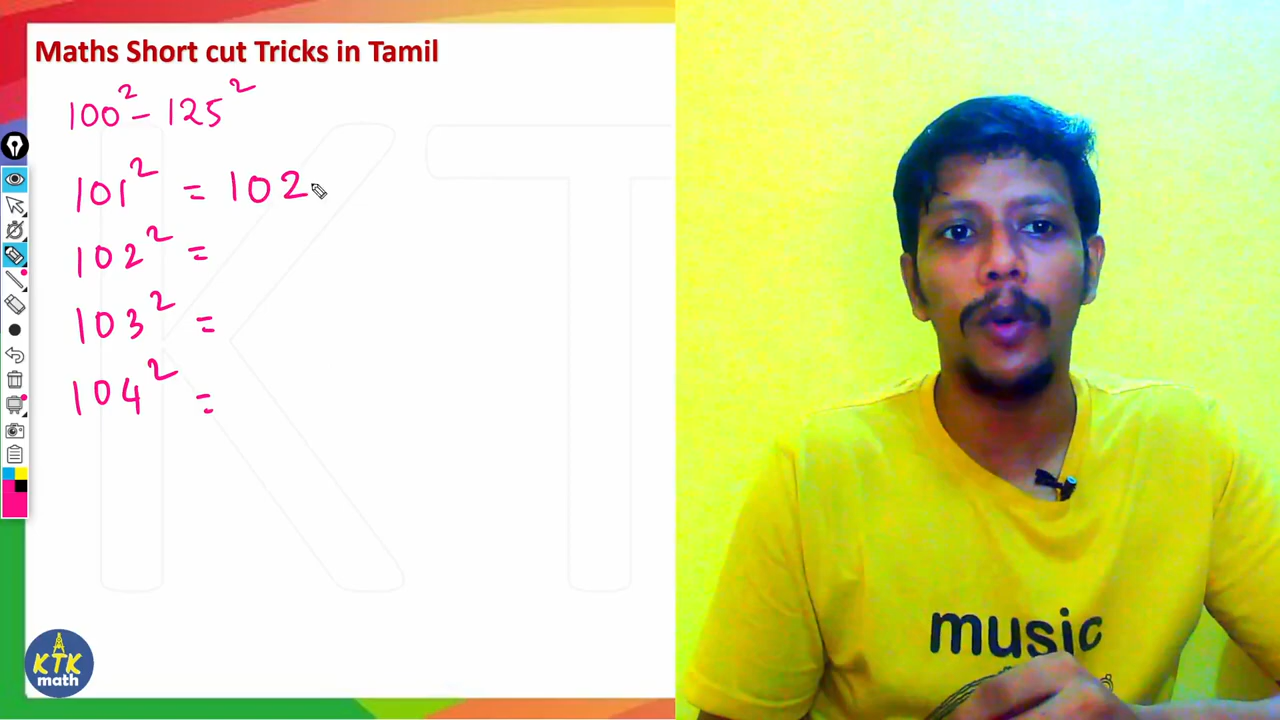 Maths Short cut Tricks in Tamil
100² - 125²
101² = 102
102² =
103² =
104² =
music
KTK
math